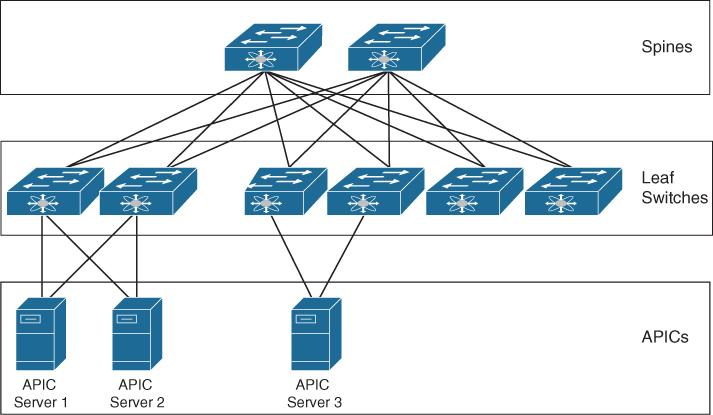 Spines
Leaf
Switches
APICs
APIC
Server 1
APIC
Server 2
APIC
Server 3